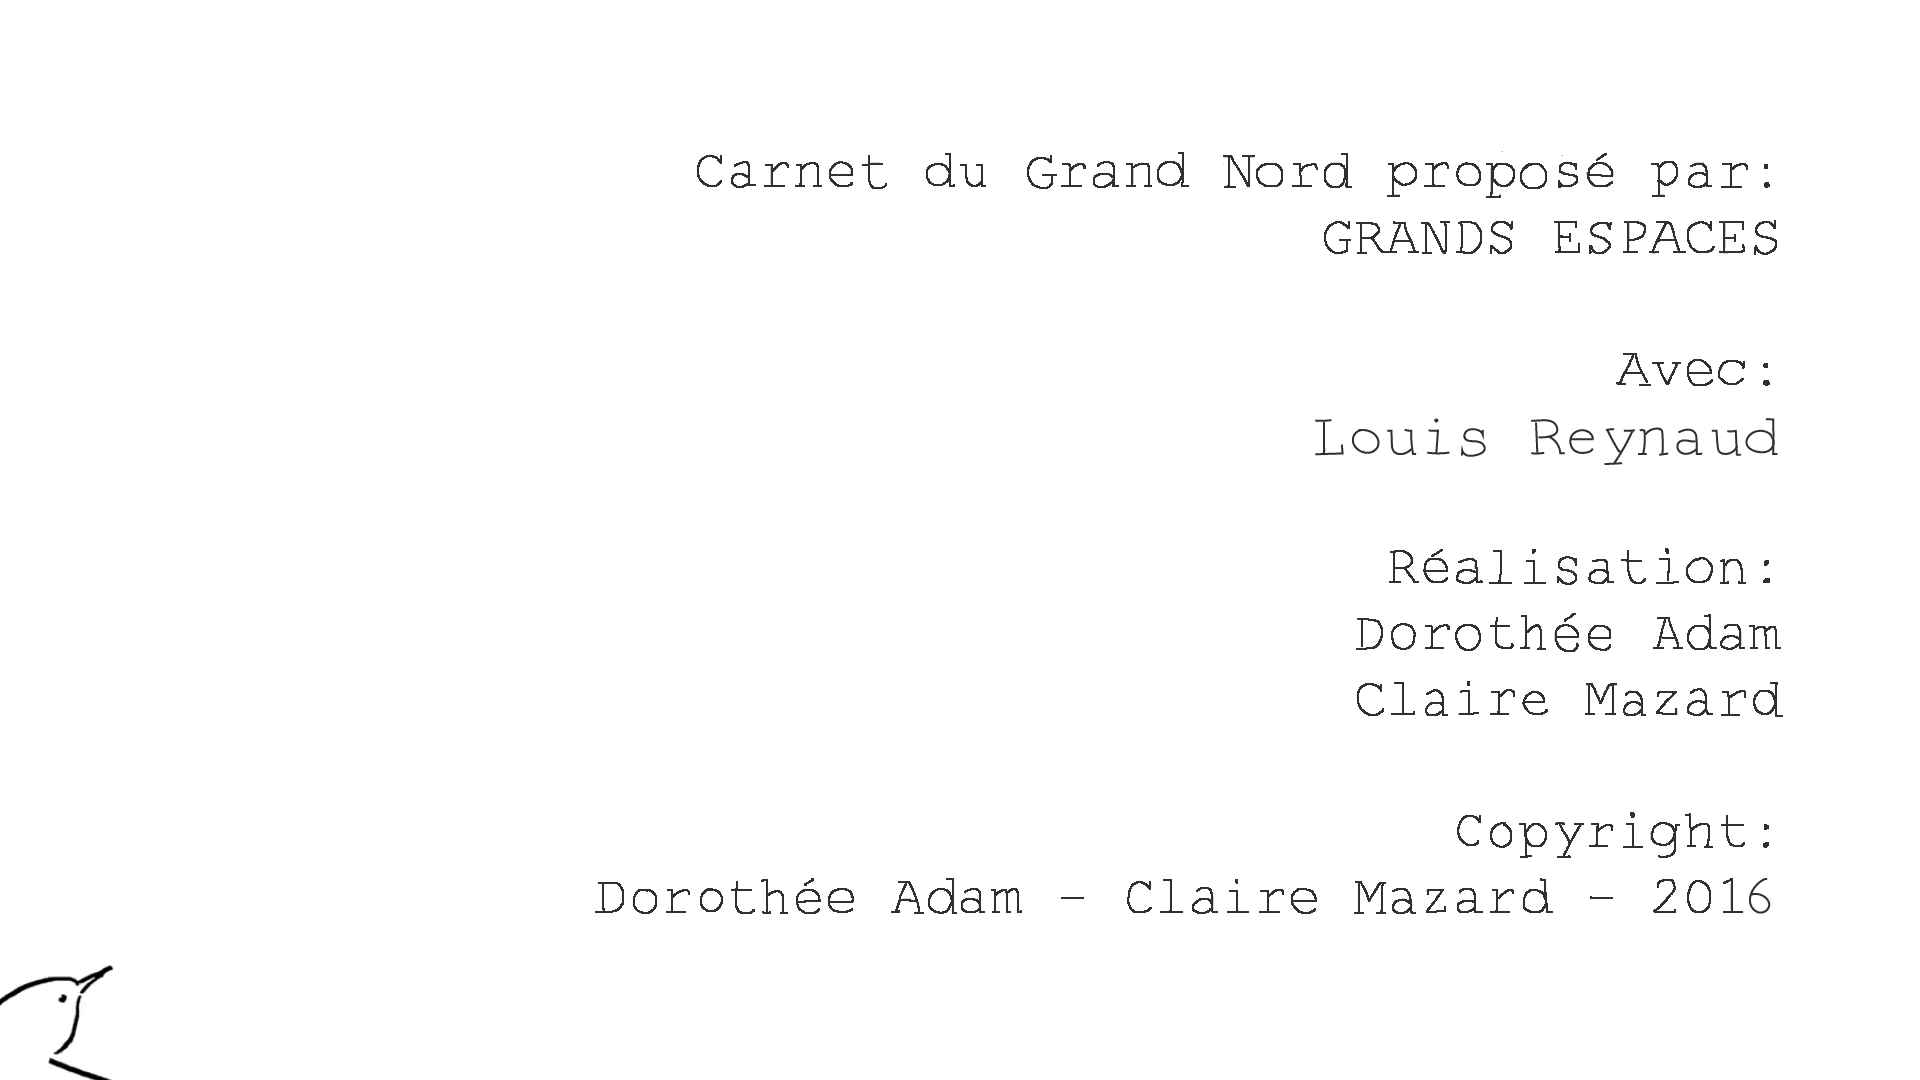 Carnet du Grand Nord proposé par:
GRANDS ESPACES
Avec:
Louis Reynaud
Réalisation:
Dorothée Adam
Claire Mazard
Copyright:
Dorothée Adam - Claire Mazard - 2016